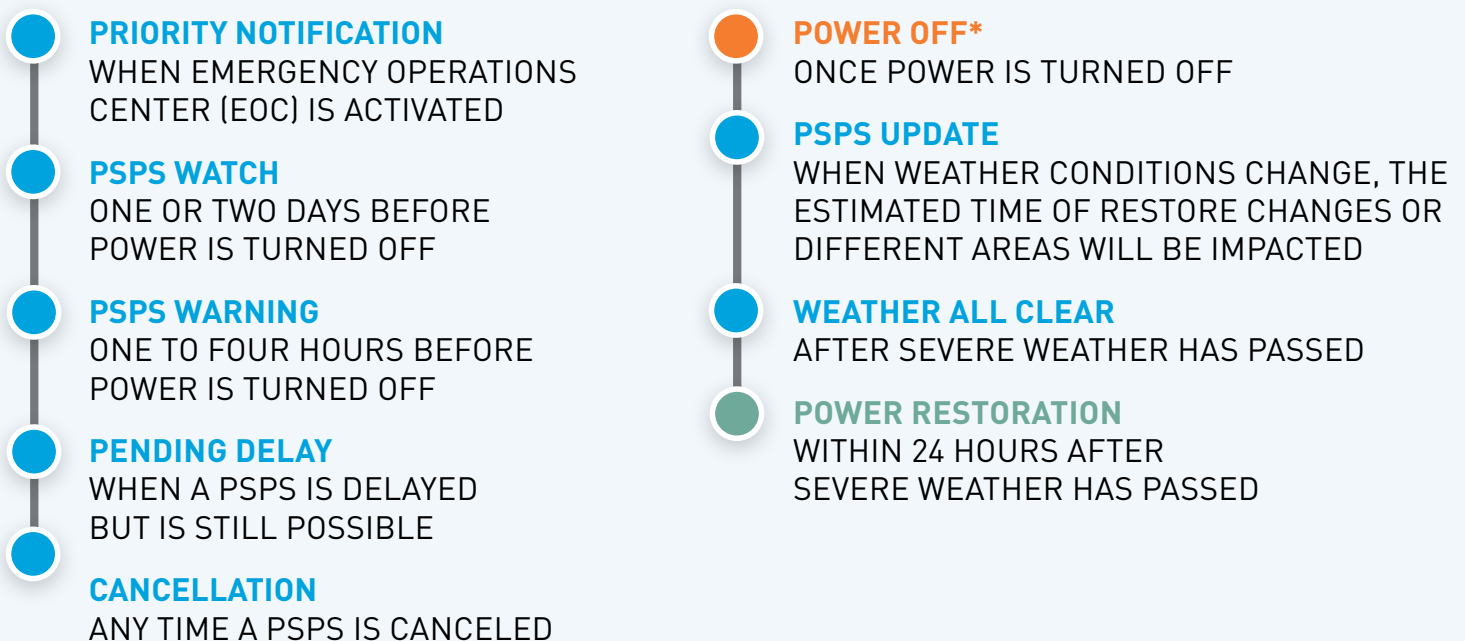 PRIORITY NOTIFICATION
WHEN EMERGENCY OPERATIONS
CENTER (EOC) IS ACTIVATED
PSPS WATCH
ONE OR TWO DAYS BEFORE
POWER IS TURNED OFF
PSPS WARNING
ONE TO FOUR HOURS BEFORE
POWER IS TURNED OFF
PENDING DELAY
WHEN A PSPS IS DELAYED
BUT IS STILL POSSIBLE
CANCELLATION
ANY TIME A PSPS IS CANCELED
POWER OFF*
ONCE POWER IS TURNED OFF
PSPS UPDATE
WHEN WEATHER CONDITIONS CHANGE, THE
ESTIMATED TIME OF RESTORE CHANGES OR
DIFFERENT AREAS WILL BE IMPACTED
WEATHER ALL CLEAR
AFTER SEVERE WEATHER HAS PASSED
POWER RESTORATION
WITHIN 24 HOURS AFTER
SEVERE WEATHER HAS PASSED